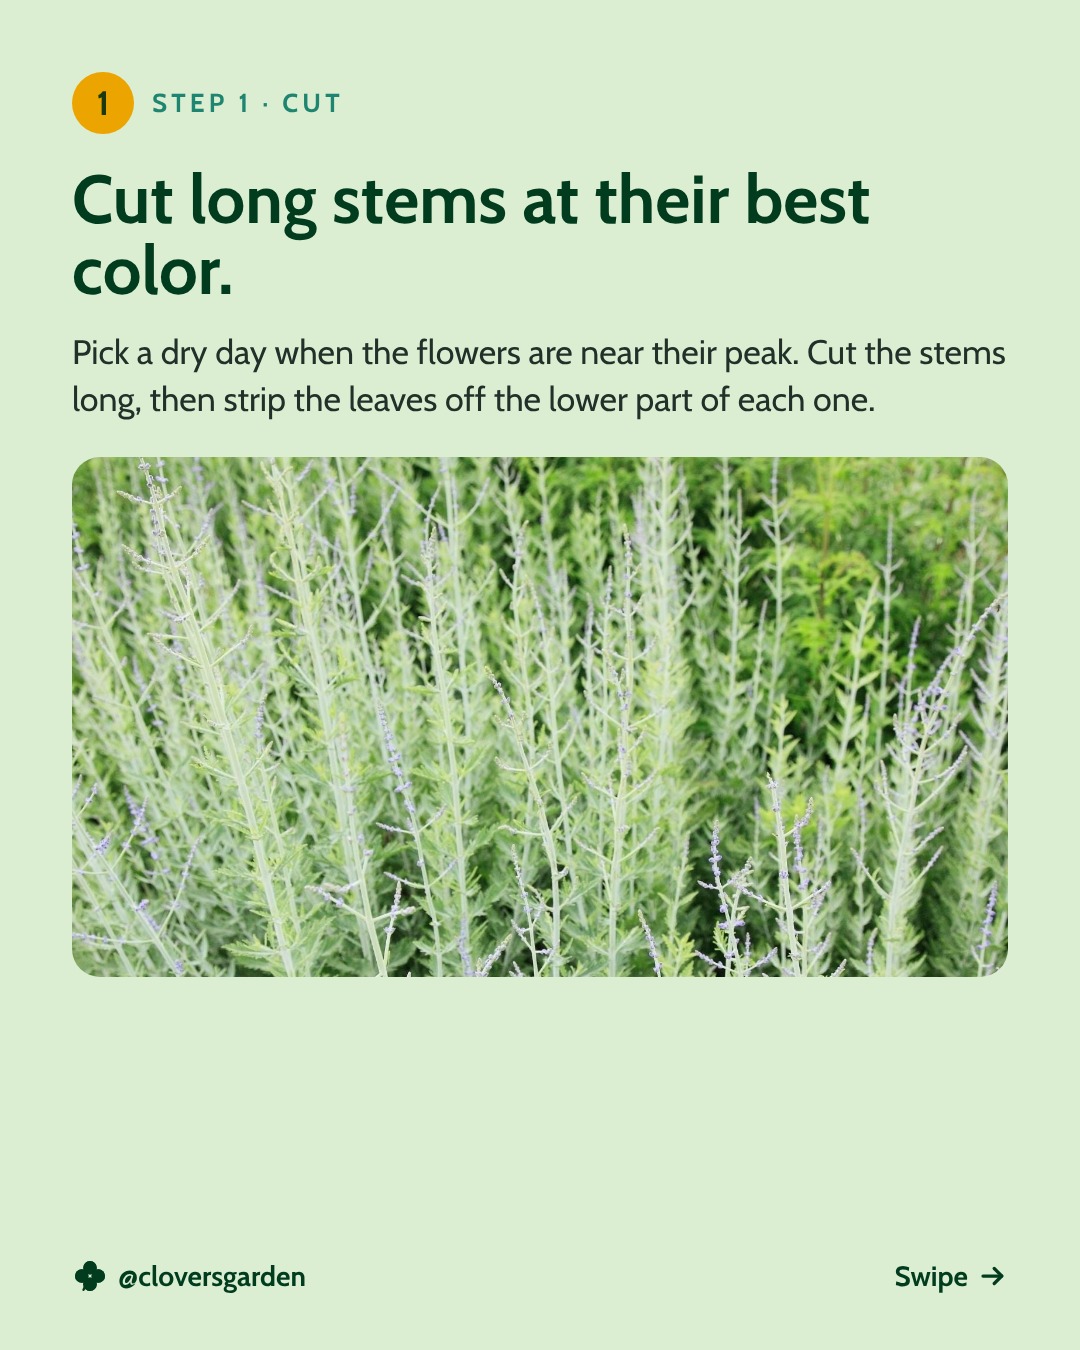 1
STEP 1 · CUT
Cut long stems at their best
color.
Pick a dry day when the flowers are near their peak. Cut the stems
long, then strip the leaves off the lower part of each one.
@cloversgarden
Swipe →